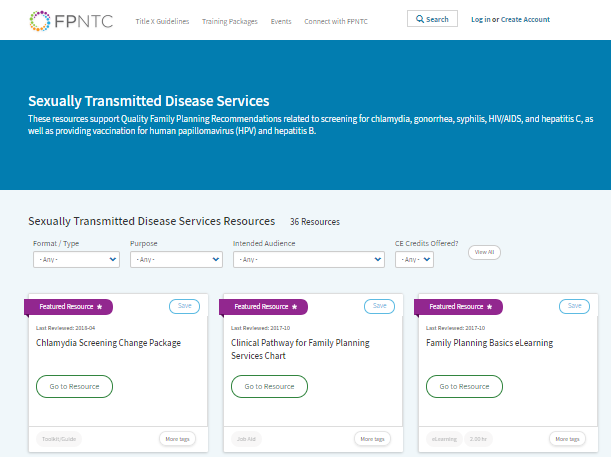 FPNTC
Title X Guidelines Training Packages Events Connect with FPNTC
Search
Log in or Create Account
Sexually Transmitted Disease Services
These resources support Quality Family Planning Recommendations related to screening for chlamydia, gonorrhea, syphilis, HIV/AIDS, and hepatitis C, as
well as providing vaccination for human papillomavirus (HPV) and hepatitis B.
Sexually Transmitted Disease Services Resources 36 Resources
Format / Type Purpose Intended Audience CE Credits Offered?
- Any - - Any - - Any - - Any - View All
Featured Resource Save Featured Resource Save Featured Resource Save
Last Reviewed: 2018-04 Last Reviewed: 2017-10 Last Reviewed: 2017-10
Chlamydia Screening Change Package Clinical Pathway for Family Planning Family Planning Basics eLearning
Services Chart
Go to Resource Go to Resource Go to Resource
Toolkit/Guide More tags Job Aid More tags eLearning 2.00 hr More tags